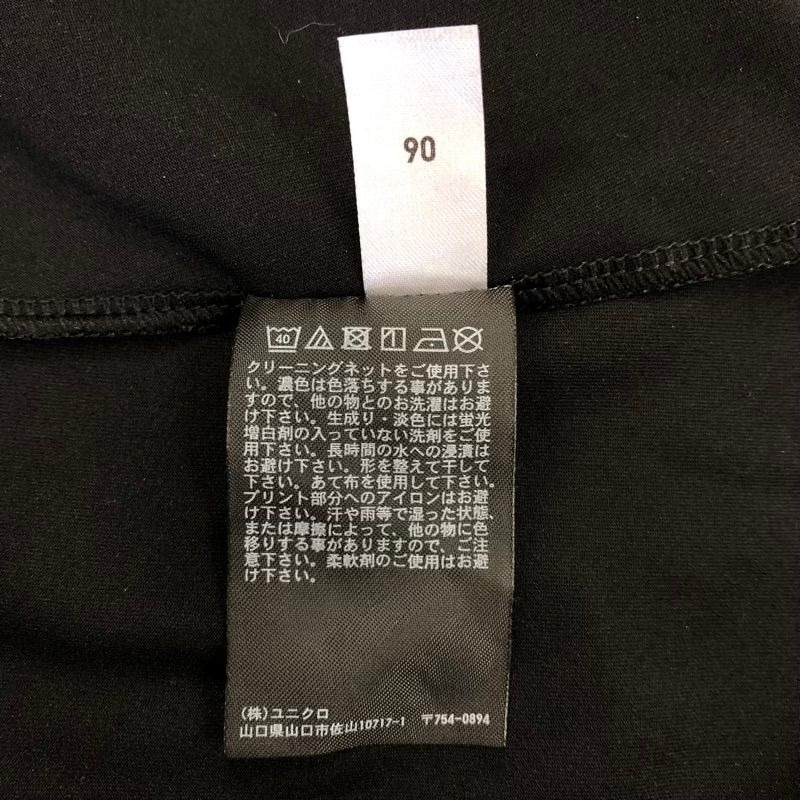 90
40
クリーニングネットをご使用下さ
い。濃色は色落ちする事がありま
すので、他の物とのお洗濯はお避
け下さい。生成り・淡色には蛍光
増白剤の入っていない洗剤をご使
用下さい。長時間の水への浸漬は
お避け下さい。形を整えて干して
下さい。あて布を使用して下さい。
プリント部分へのアイロンはお避
け下さい。汗や雨等で湿った状態、
または摩擦によって、他の物に色
移りする事がありますので、ご注
意下さい。柔軟剤のご使用はお避
け下さい。
(株)ユニクロ
山口県山口市佐山10717-1 〒754-0894